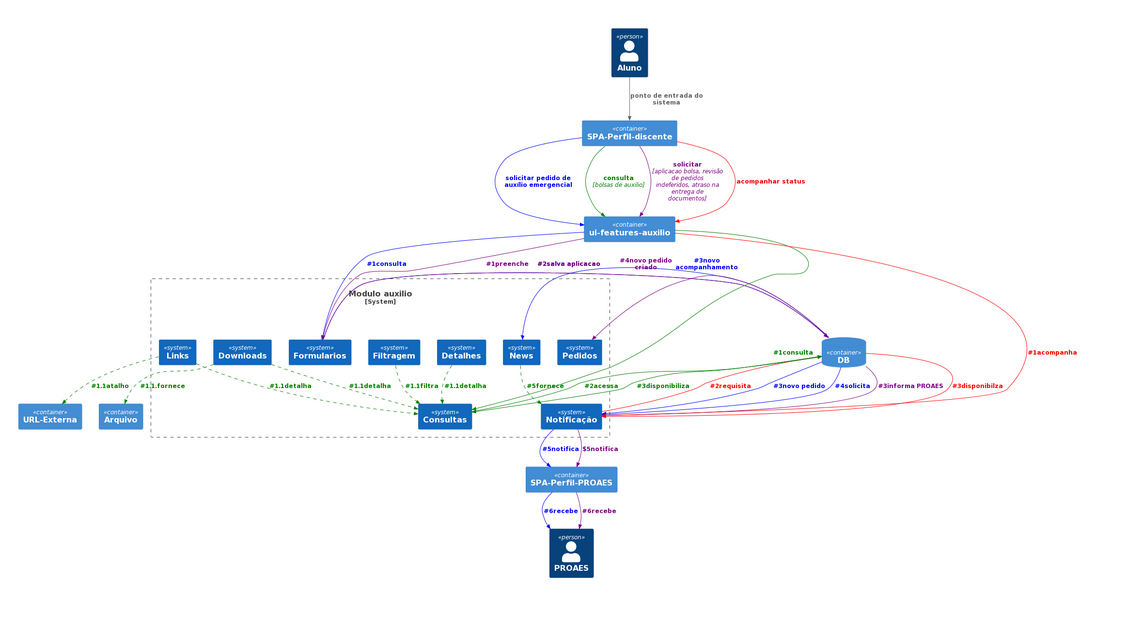 «person»
Aluno
ponto de entrada do
sistema
«container»
SPA-Perfil-discente
solicitar pedido de
auxílio emergencial
consulta
[bolsas de auxilio]
solicitar
[aplicacao bolsa, revisão
de pedidos
indeferidos, atraso na
entrega de
documentos]
acompanhar status
«container»
ui-features-auxilio
#1consulta
#1preenche
#2salva aplicacao
#4novo pedido
criado
#3novo
acompanhamento
Modulo auxilio
[System]
«system»
Links
«system»
Downloads
«system»
Formularios
«system»
Filtragem
«system»
Detalhes
«system»
News
«system»
Pedidos
#1consulta
«container»
DB
#1acompanha
#1.1atalho
#1.1.fornece
#1.1detalha
#1.1detalha
#1.1filtra
#1.1detalha
#5fornece
#2acessa
#3disponibiliza
#2requisita
#3novo pedido
#4solicita
#3informa PROAES
#3disponibilza
«container»
URL-Externa
«container»
Arquivo
«system»
Consultas
«system»
Notificação
#5notifica
$5notifica
«container»
SPA-Perfil-PROAES
#6recebe
#6recebe
«person»
PROAES